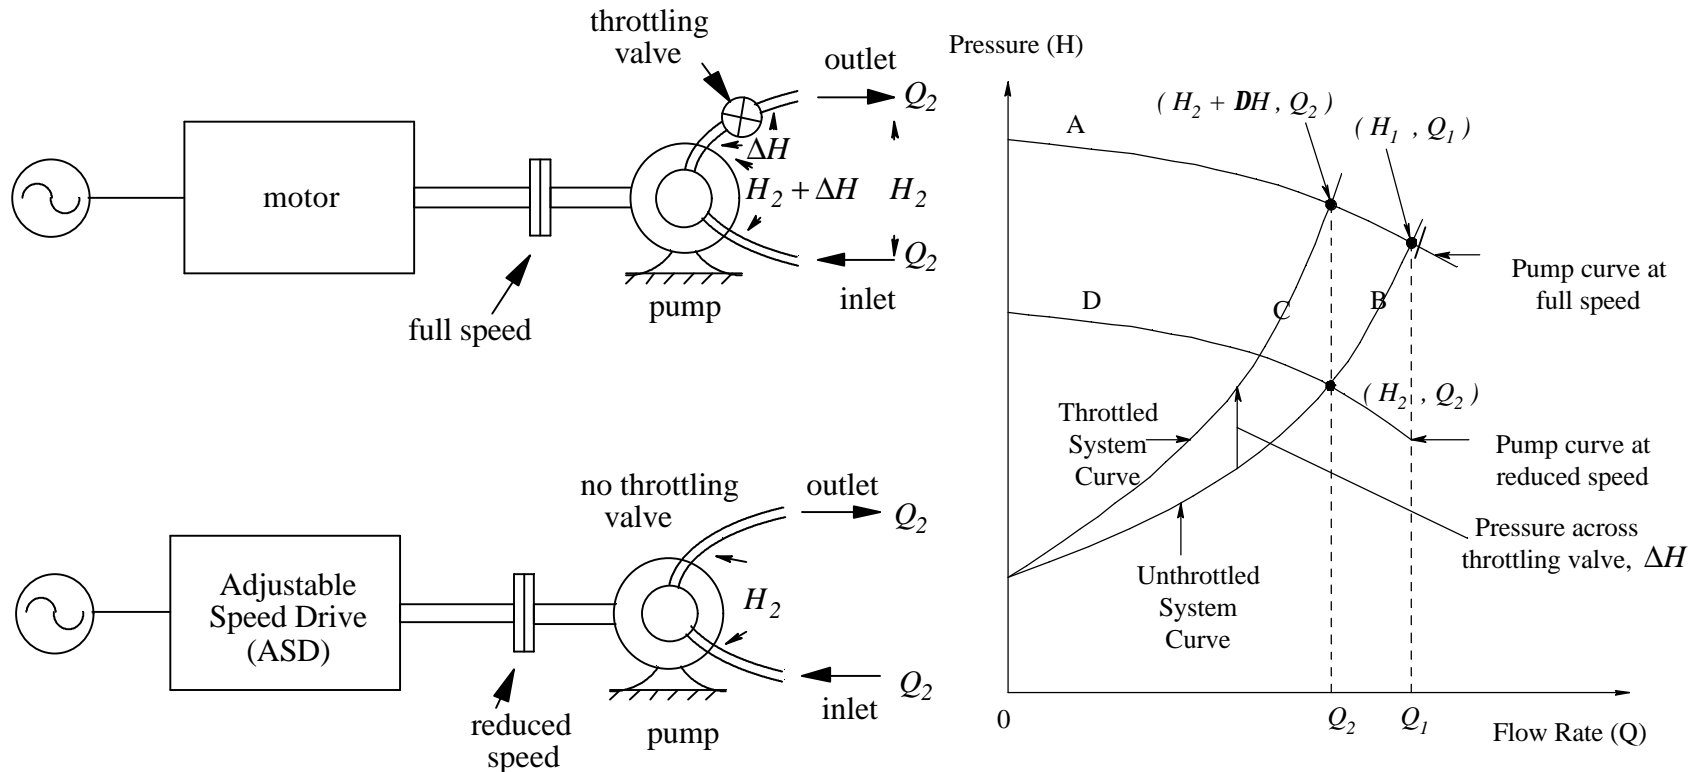 throttling
valve
outlet
Q2
ΔH
motor
H2 + ΔH
H2
Q2
inlet
pump
full speed
no throttling
valve
outlet
Q2
Adjustable
Speed Drive
(ASD)
H2
Q2
inlet
reduced
speed
pump
Pressure (H)
( H2 + DH , Q2 )
( H1 , Q1 )
A
Pump curve at
full speed
D
C
B
( H2 , Q2 )
Throttled
System
Curve
Pump curve at
reduced speed
Pressure across
throttling valve, ΔH
Unthrottled
System
Curve
0
Q2
Q1
Flow Rate (Q)